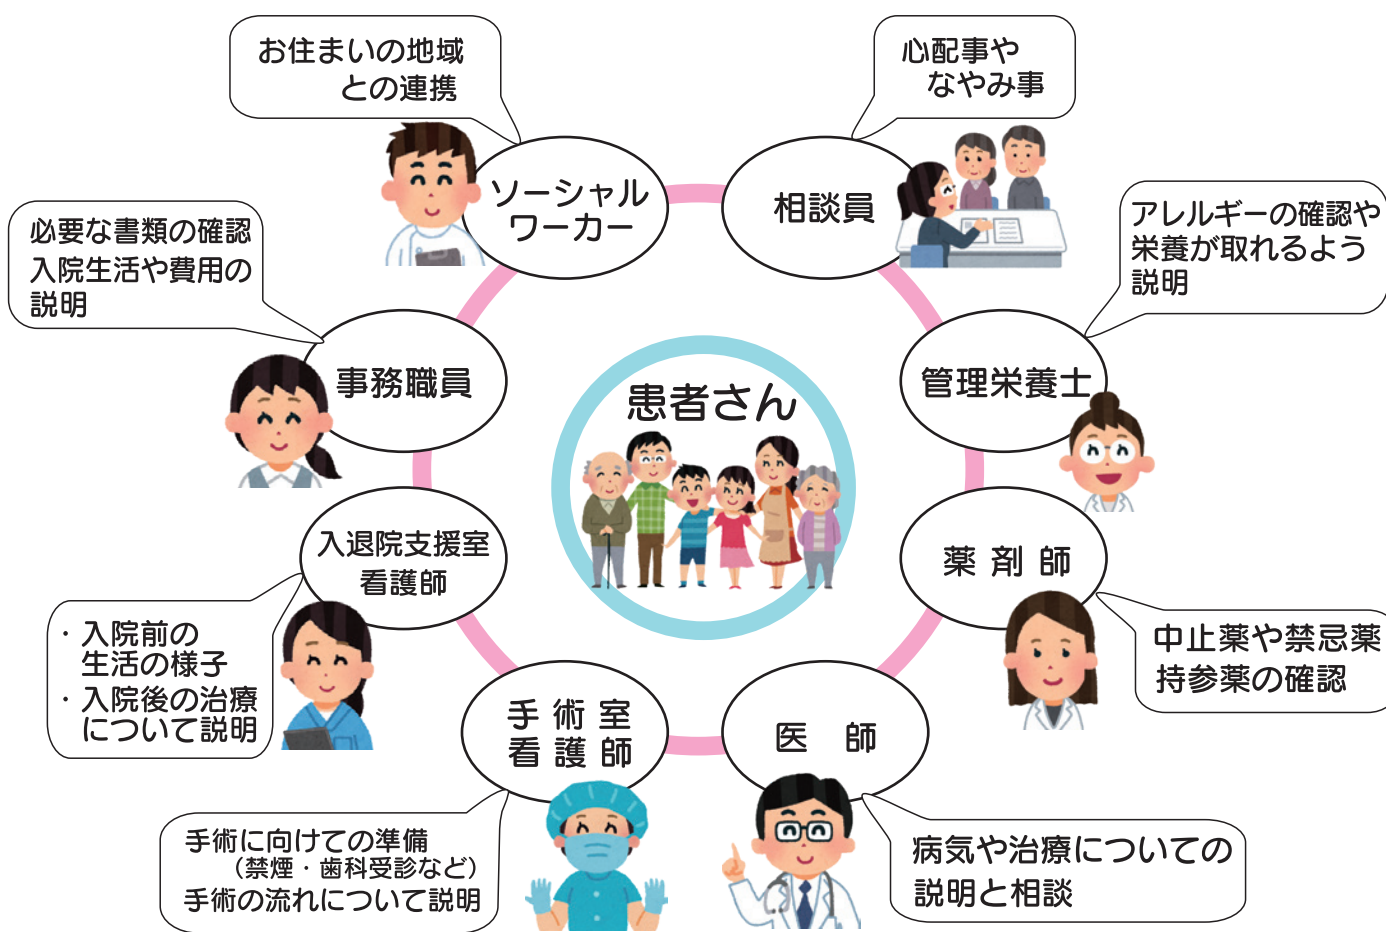 お住まいの地域
との連携
ソーシャル
ワーカー
心配事や
なやみ事
相談員
アレルギーの確認や
栄養が取れるよう
説明
管理栄養士
中止薬や禁忌薬
持参薬の確認
薬剤師
病気や治療についての
説明と相談
医師
手術に向けての準備
（禁煙・歯科受診など）
手術の流れについて説明
手術室
看護師
・入院前の
生活の様子
・入院後の治療
について説明
入退院支援室
看護師
必要な書類の確認
入院生活や費用の
説明
事務職員
患者さん